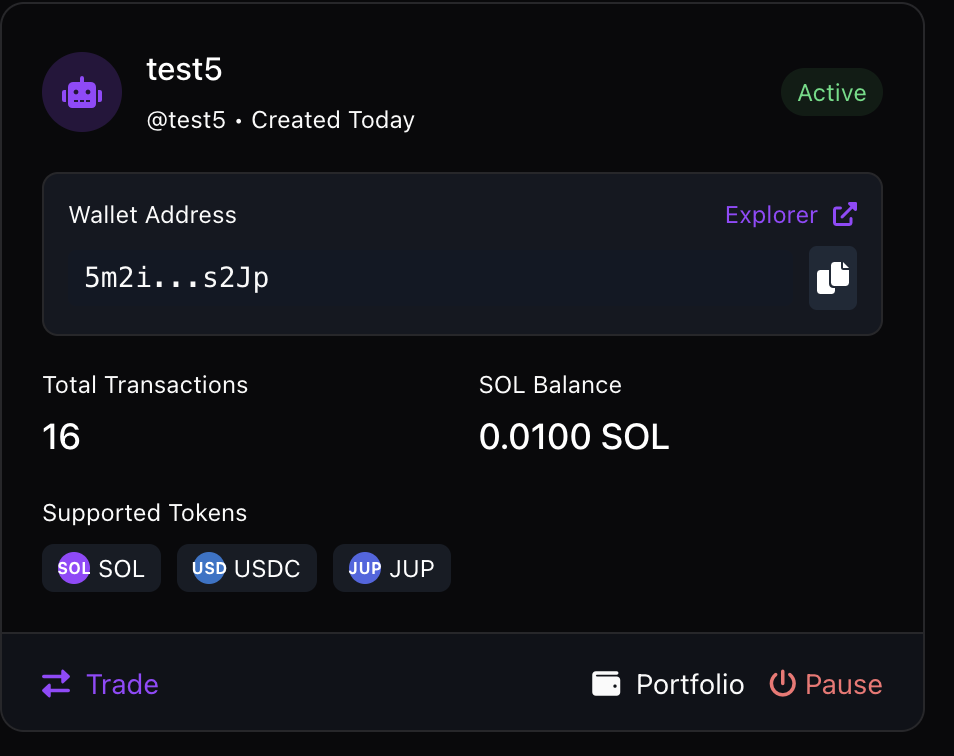 test5
Active
@test5 • Created Today
Wallet Address
Explorer
5m2i...s2Jp
Total Transactions
SOL Balance
16
0.0100 SOL
Supported Tokens
SOL SOL
USD USDC
JUP JUP
Trade
Portfolio
Pause